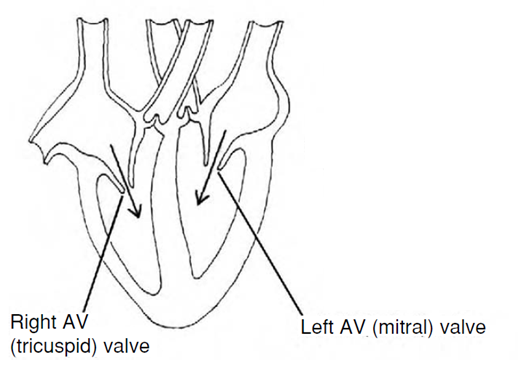 Right AV
(tricuspid) valve
Left AV (mitral) valve